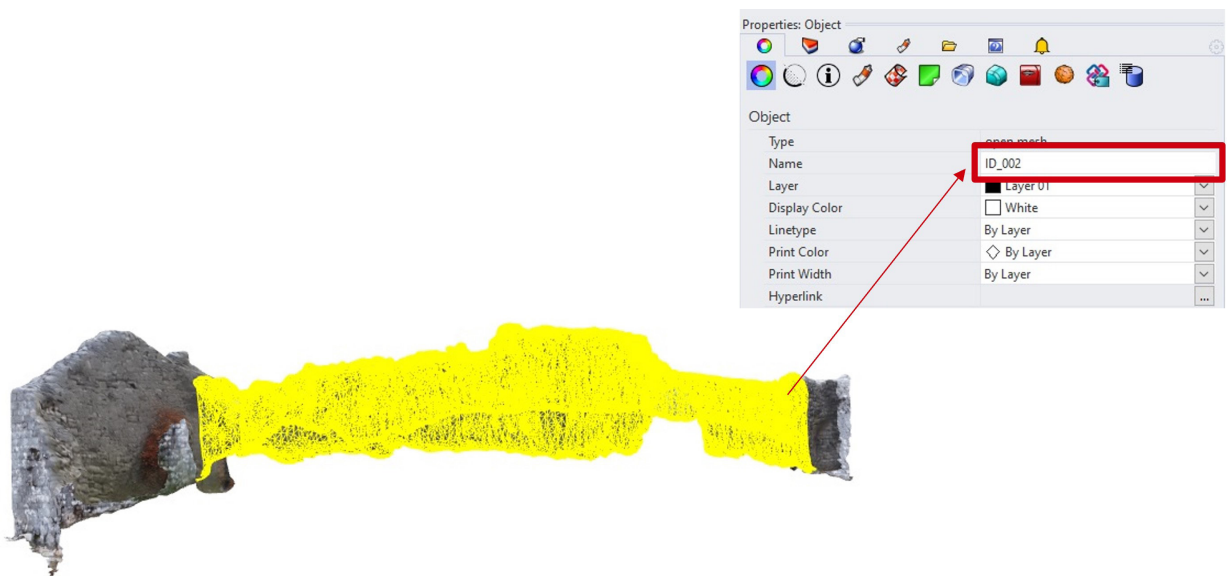 Properties: Object
Object
Type open mesh
Name ID_002
Layer Layer 01
Display Color White
Linetype By Layer
Print Color By Layer
Print Width By Layer
Hyperlink ...